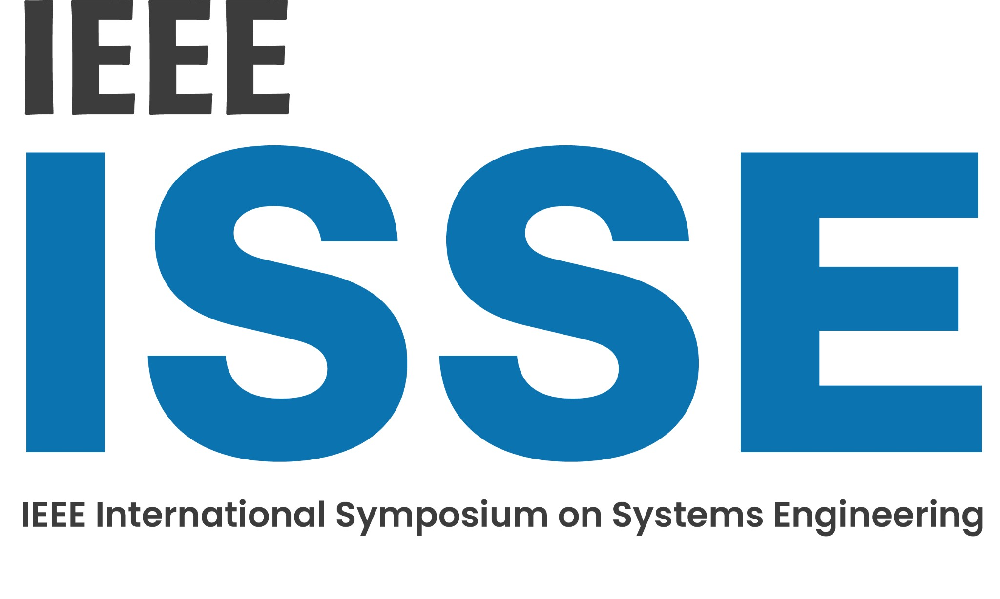 IEEE
ISSE
IEEE International Symposium on Systems Engineering